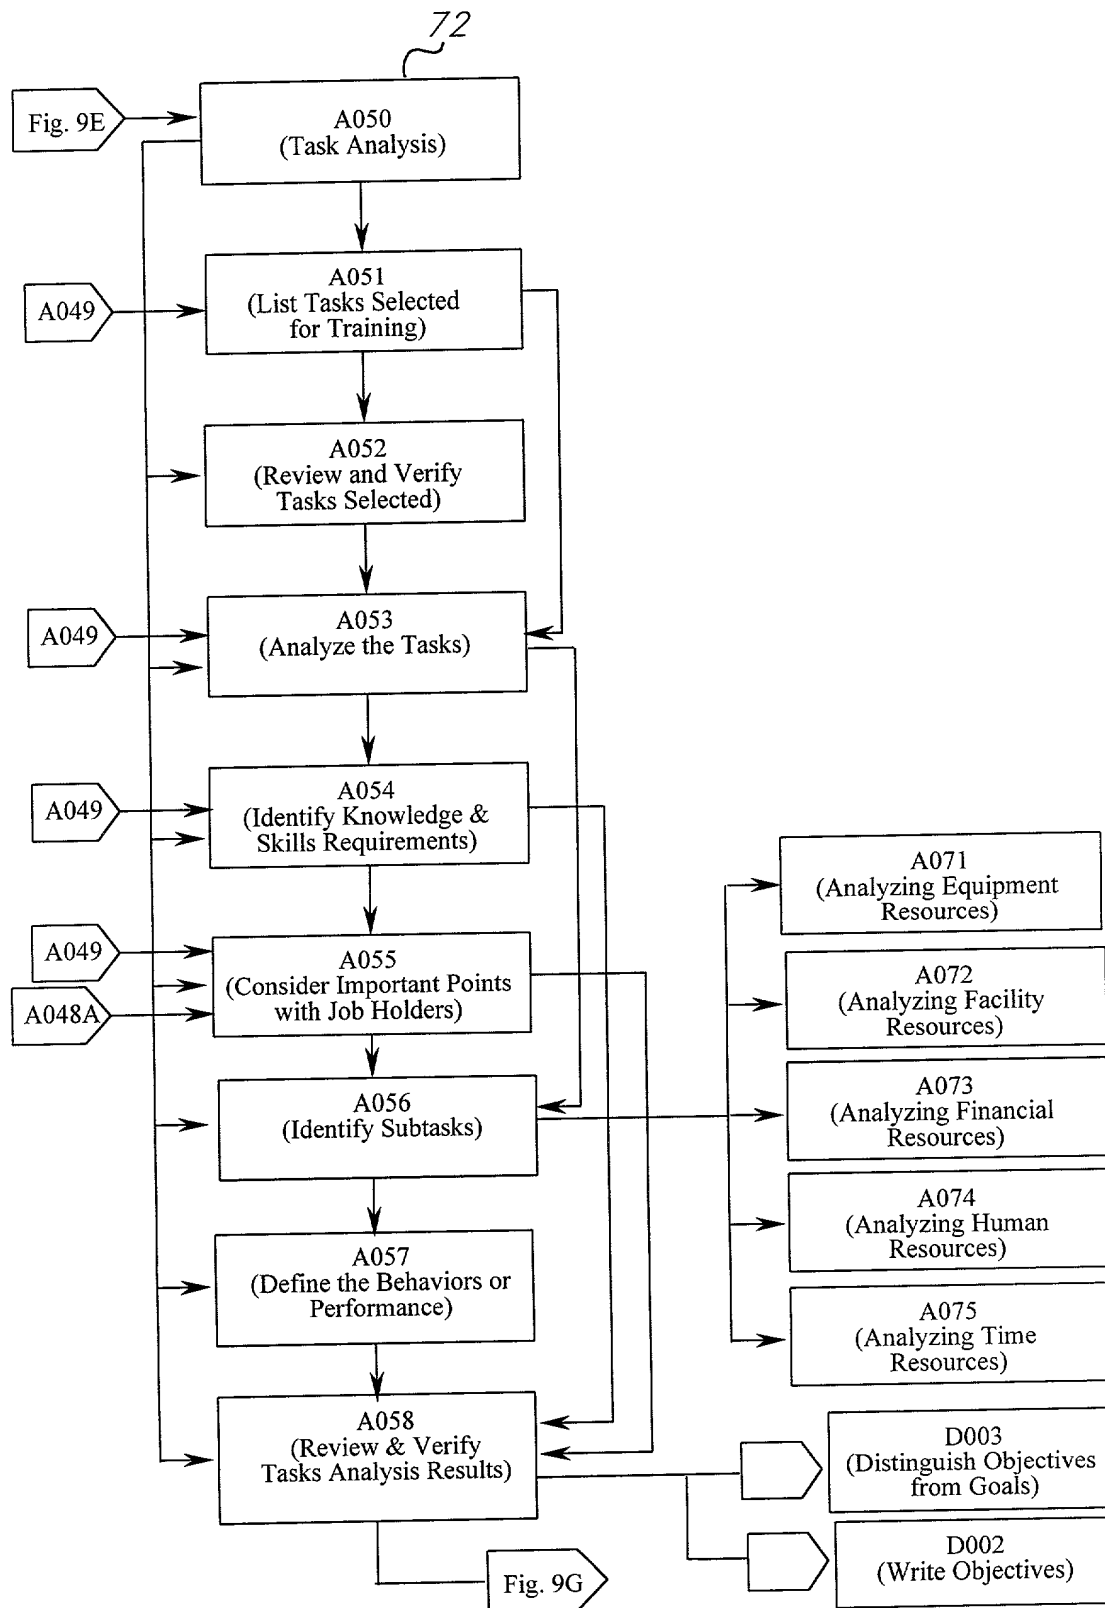 72
Fig. 9E
A050
(Task Analysis)
A049
A051
(List Tasks Selected
for Training)
A052
(Review and Verify
Tasks Selected)
A049
A053
(Analyze the Tasks)
A049
A054
(Identify Knowledge &
Skills Requirements)
A049
A048A
A055
(Consider Important Points
with Job Holders)
A056
(Identify Subtasks)
A057
(Define the Behaviors or
Performance)
A058
(Review & Verify
Tasks Analysis Results)
A071
(Analyzing Equipment
Resources)
A072
(Analyzing Facility
Resources)
A073
(Analyzing Financial
Resources)
A074
(Analyzing Human
Resources)
A075
(Analyzing Time
Resources)
D003
(Distinguish Objectives
from Goals)
D002
(Write Objectives)
Fig. 9G